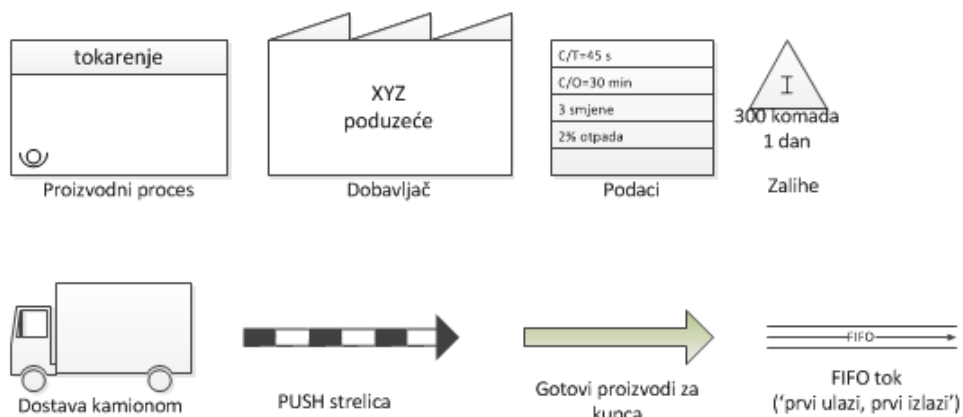 tokarenje
Proizvodni proces
XYZ
poduzeće
Dobavljač
C/T=45 s
C/O=30 min
3 smjene
2% otpada
Podaci
I
300 komada
1 dan
Zalihe
Dostava kamionom
PUSH strelica
Gotovi proizvodi za
kupca
FIFO
FIFO tok
('prvi ulazi, prvi izlazi')